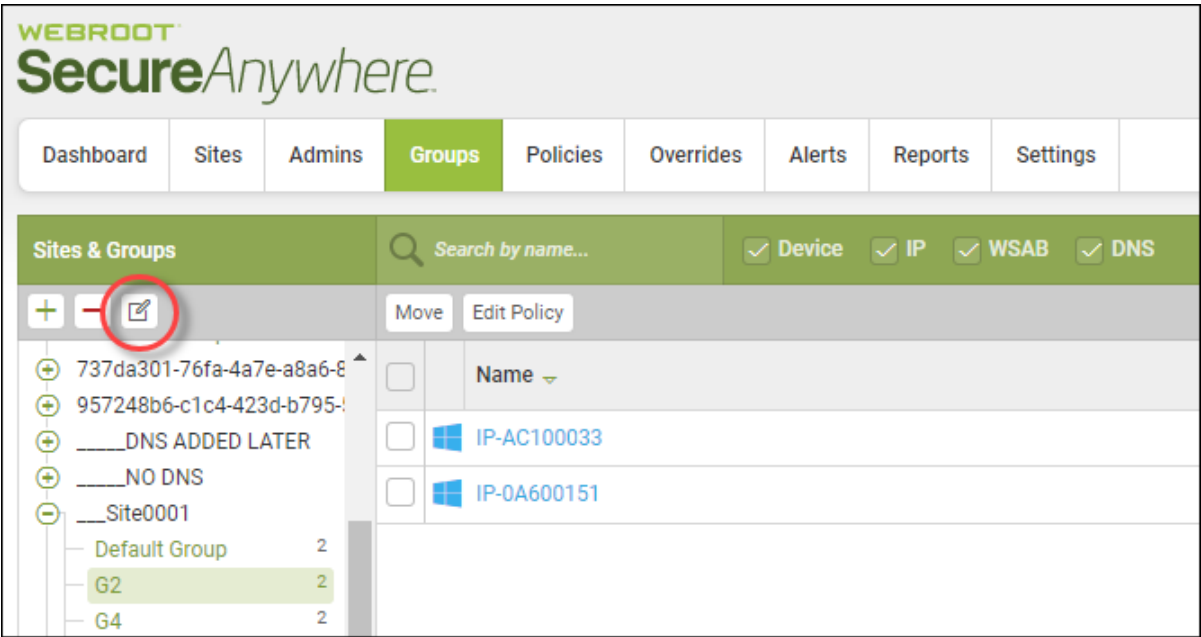 WEBROOT
SecureAnywhere
Dashboard Sites Admins Groups Policies Overrides Alerts Reports Settings
Sites & Groups
Search by name...
Device IP WSAB DNS
Move Edit Policy
737da301-76fa-4a7e-a8a6-8
957248b6-c1c4-423d-b795-
_____DNS ADDED LATER
_____NO DNS
___Site0001
Default Group 2
G2 2
G4 2
Name
IP-AC100033
IP-0A600151